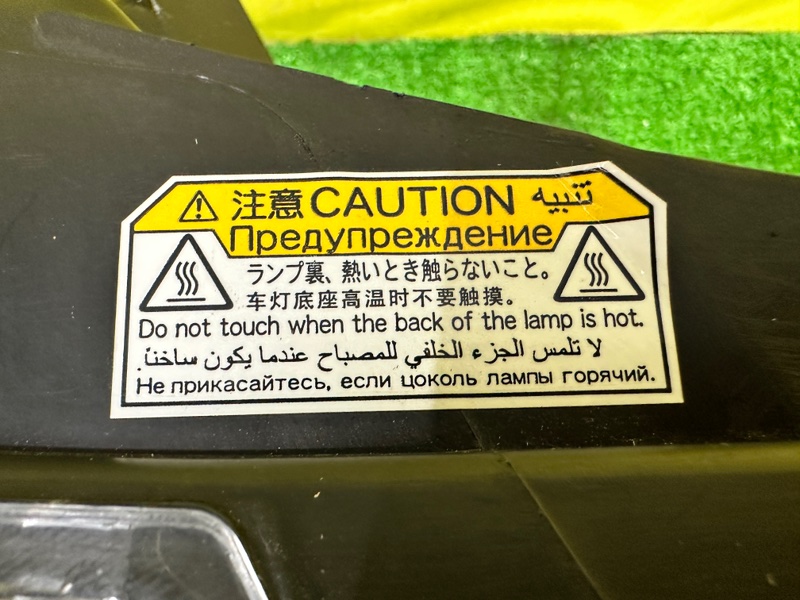 注意 CAUTION تنبيه
Предупреждение
ランプ裏、熱いとき触らないこと。
车灯底座高温时不要触摸。
Do not touch when the back of the lamp is hot.
لا تلمس الجزء الخلفي للمصباح عندما يكون ساخناً.
Не прикасайтесь, если цоколь лампы горячий.